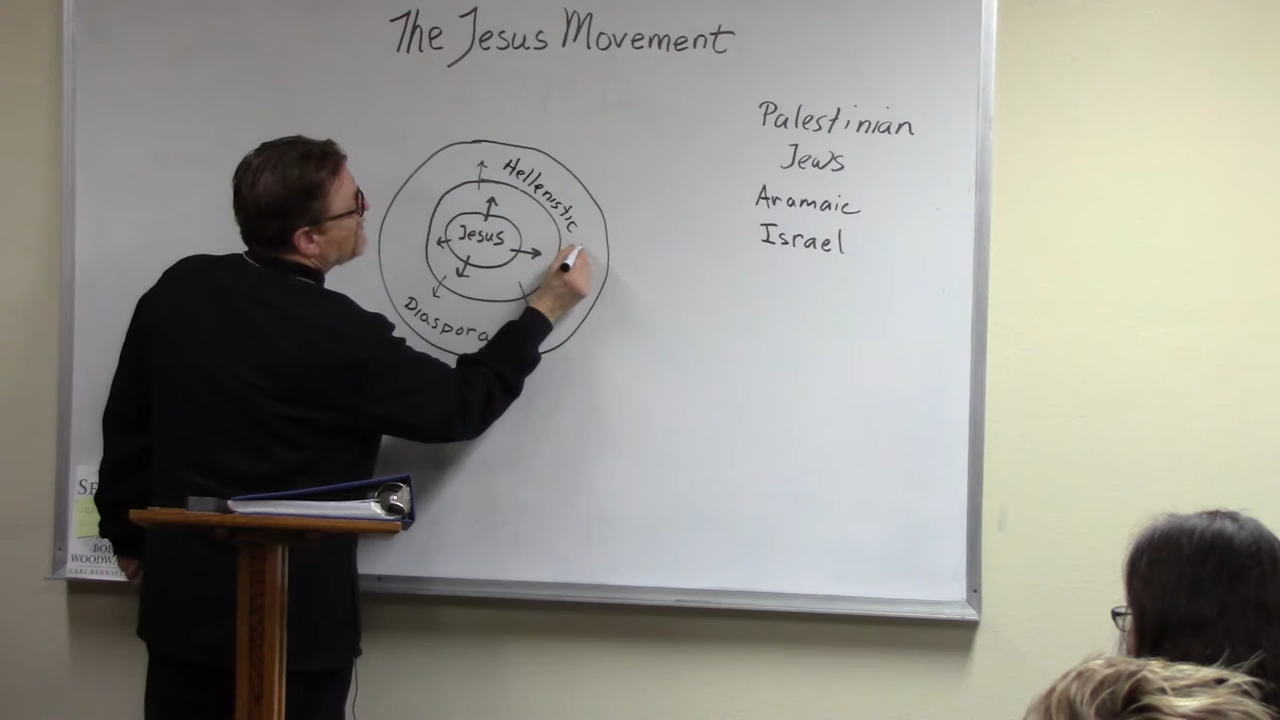 The Jesus Movement
Palestinian
Jews
Aramaic
Israel
Hellenistic
Jesus
Diaspora